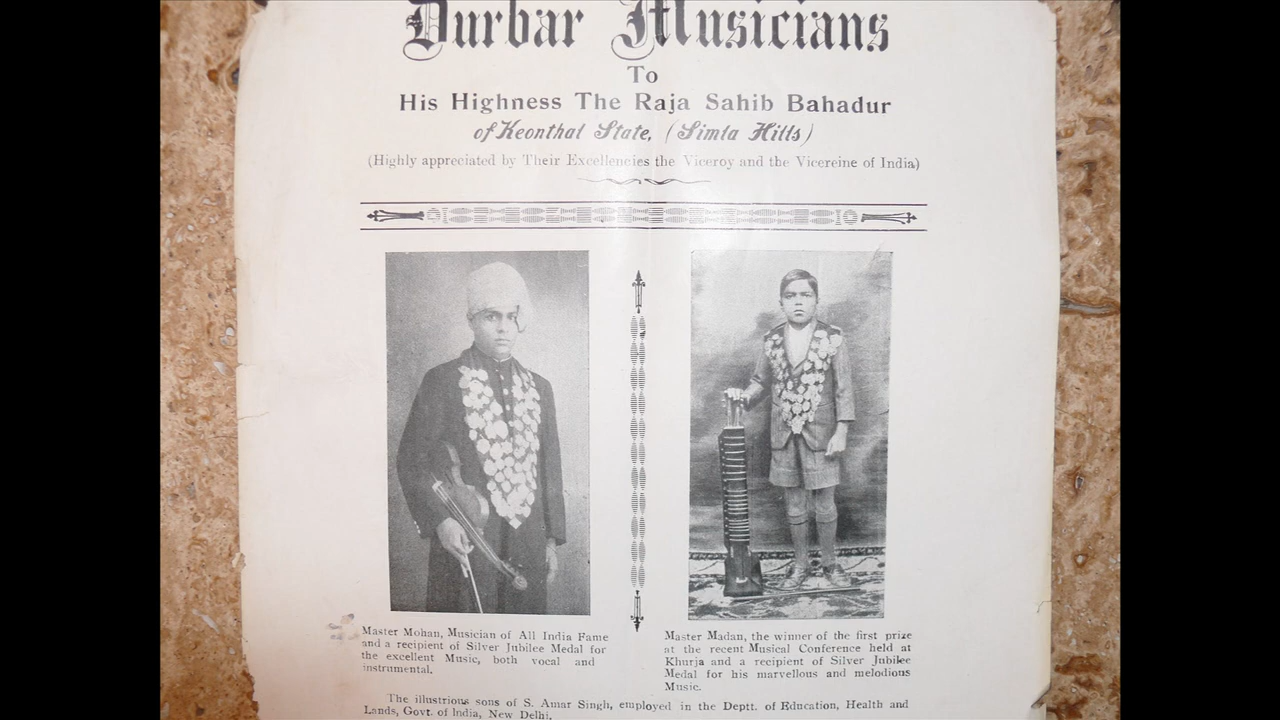 Durbar Musicians
To
His Highness The Raja Sahib Bahadur
of Keonthal State, (Simla Hills)
(Highly appreciated by Their Excellencies the Viceroy and the Vicereine of India)
Master Mohan, Musician of All India Fame
and a recipient of Silver Jubilee Medal for
the excellent Music, both vocal and
instrumental.
Master Madan, the winner of the first prize
at the recent Musical Conference held at
Khurja and a recipient of Silver Jubilee
Medal for his marvellous and melodious
Music.
The illustrious sons of S. Amar Singh, employed in the Deptt. of Education, Health and
Lands, Govt. of India, New Delhi.